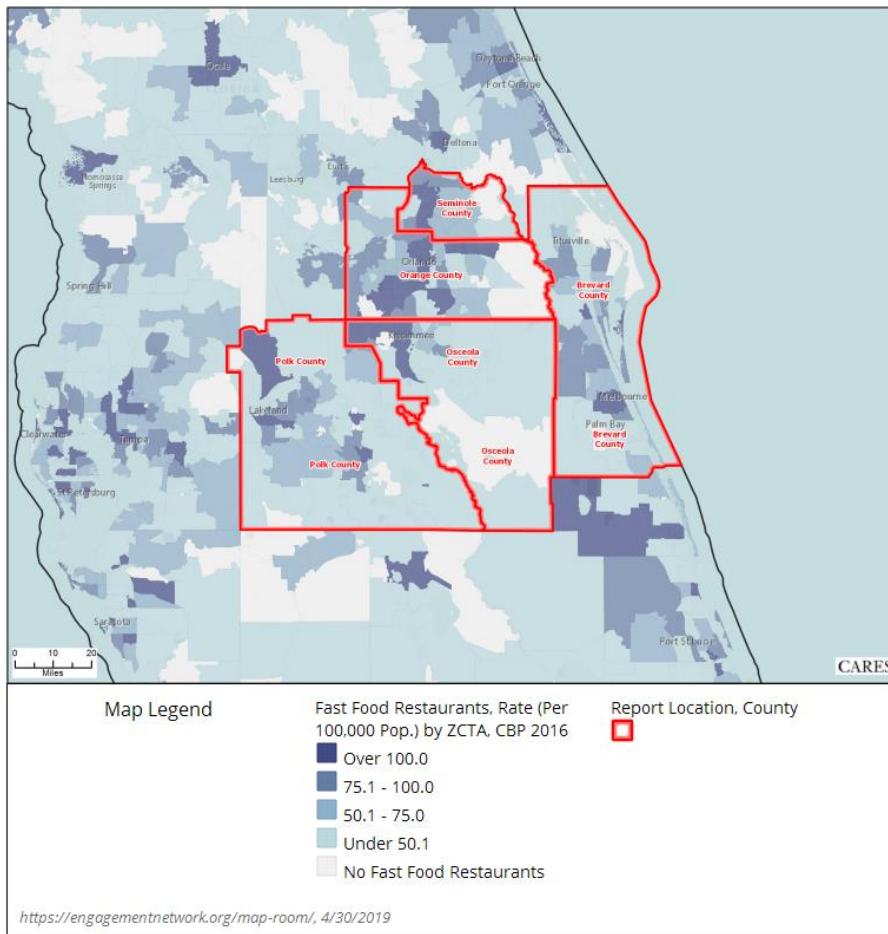 Ocala
Daytona Beach
Port Orange
Deltona
Homosassa
Springs
Leesburg
Eustis
Seminole
County
Titusville
Orlando
Orange County
Spring Hill
Brevard
County
Kissimmee
Polk County
Osceola
County
Lakeland
Melbourne
Clearwater
Tampa
Palm Bay
Brevard
County
Osceola
County
Polk County
St Petersburg
Sarasota
Port St Lucie
0 10 20
Miles
CARES
Map Legend
Fast Food Restaurants, Rate (Per
100,000 Pop.) by ZCTA, CBP 2016
Over 100.0
75.1 - 100.0
50.1 - 75.0
Under 50.1
No Fast Food Restaurants
Report Location, County
https://engagementnetwork.org/map-room/, 4/30/2019